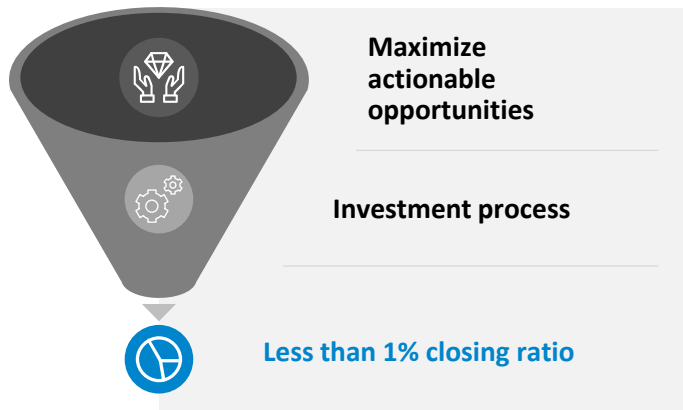 Maximize
actionable
opportunities
Investment process
Less than 1% closing ratio